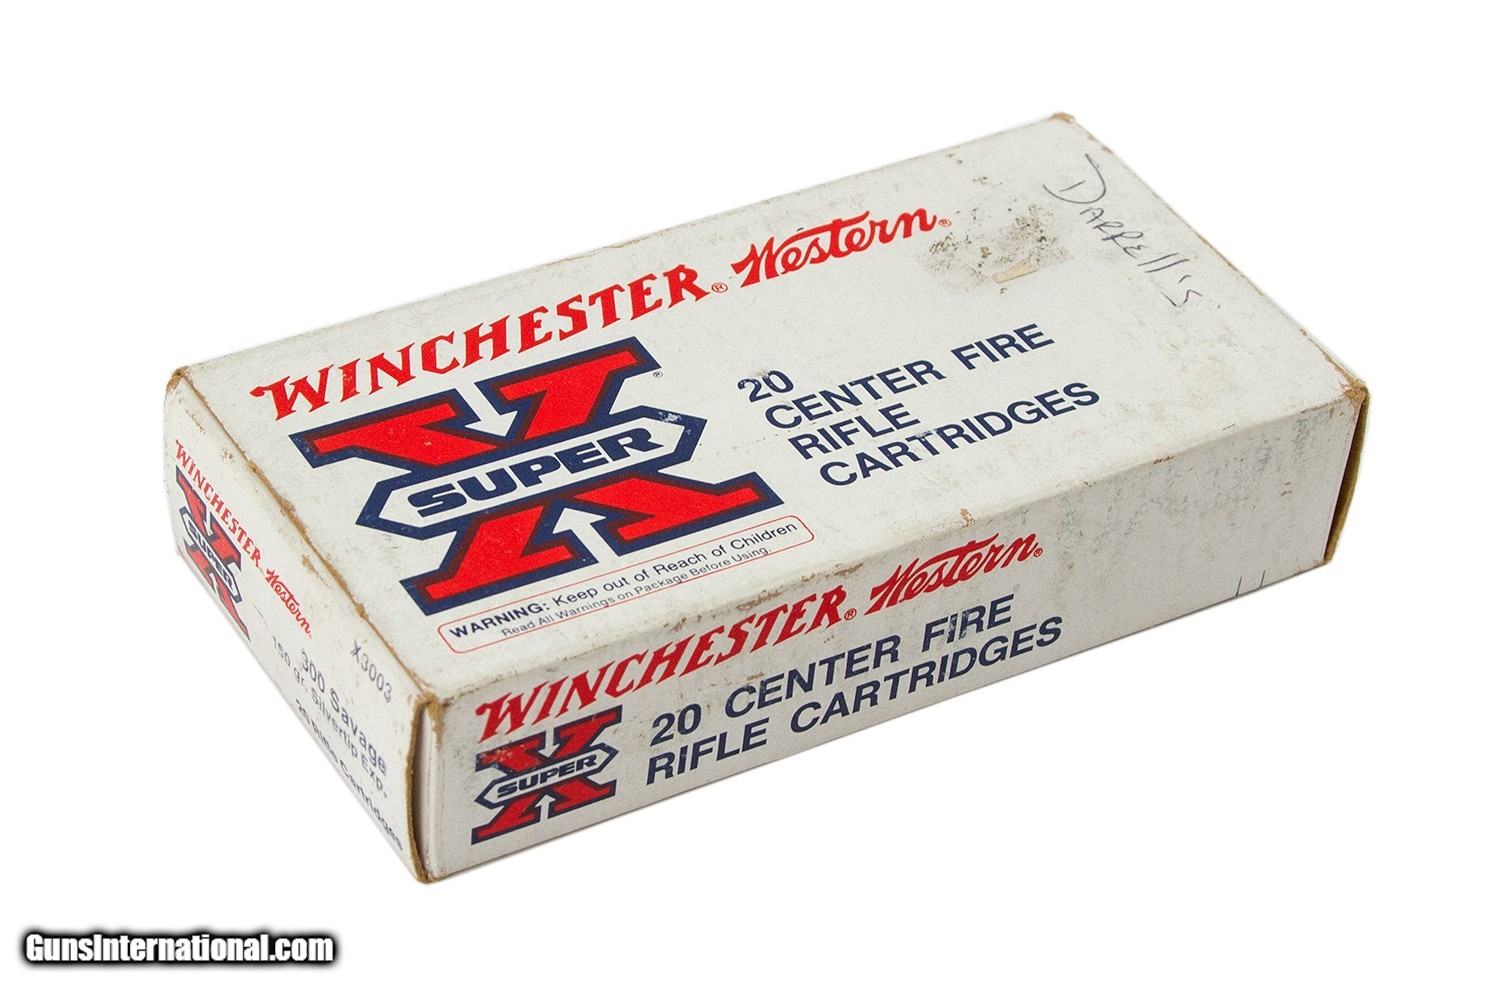 WINCHESTER® Western®
X®
SUPER
20
CENTER FIRE
RIFLE
CARTRIDGES
WARNING: Keep out of Reach of Children
Read All Warnings on Package Before Using.
DARREll'S
WINCHESTER® Western®
X
SUPER
20 CENTER FIRE
RIFLE CARTRIDGES
WINCHESTER Western
X
SUPER
X3003
300 Savage
150 gr. Silvertip Exp.
20 Rifle Cartridges
GunsInternational.com